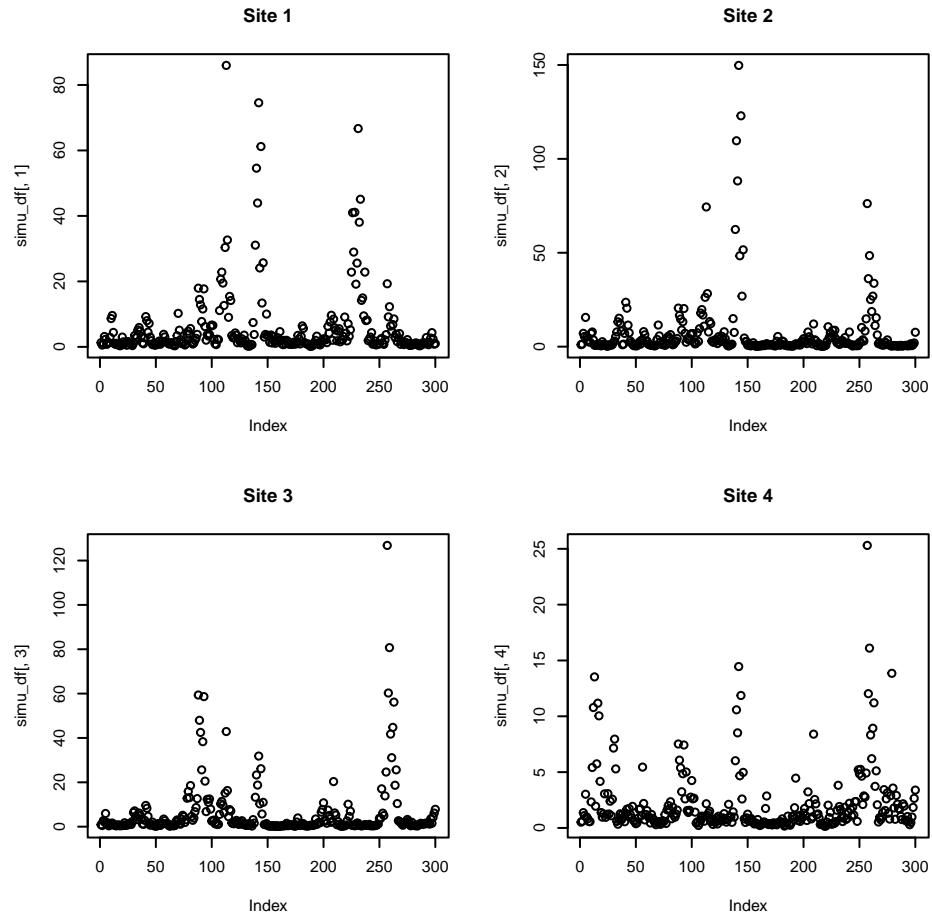 Site 1
80
60
40
20
0
simu_df[, 1]
0 50 100 150 200 250 300
Index
Site 2
150
100
50
0
simu_df[, 2]
0 50 100 150 200 250 300
Index
Site 3
120
100
80
60
40
20
0
simu_df[, 3]
0 50 100 150 200 250 300
Index
Site 4
25
20
15
10
5
0
simu_df[, 4]
0 50 100 150 200 250 300
Index